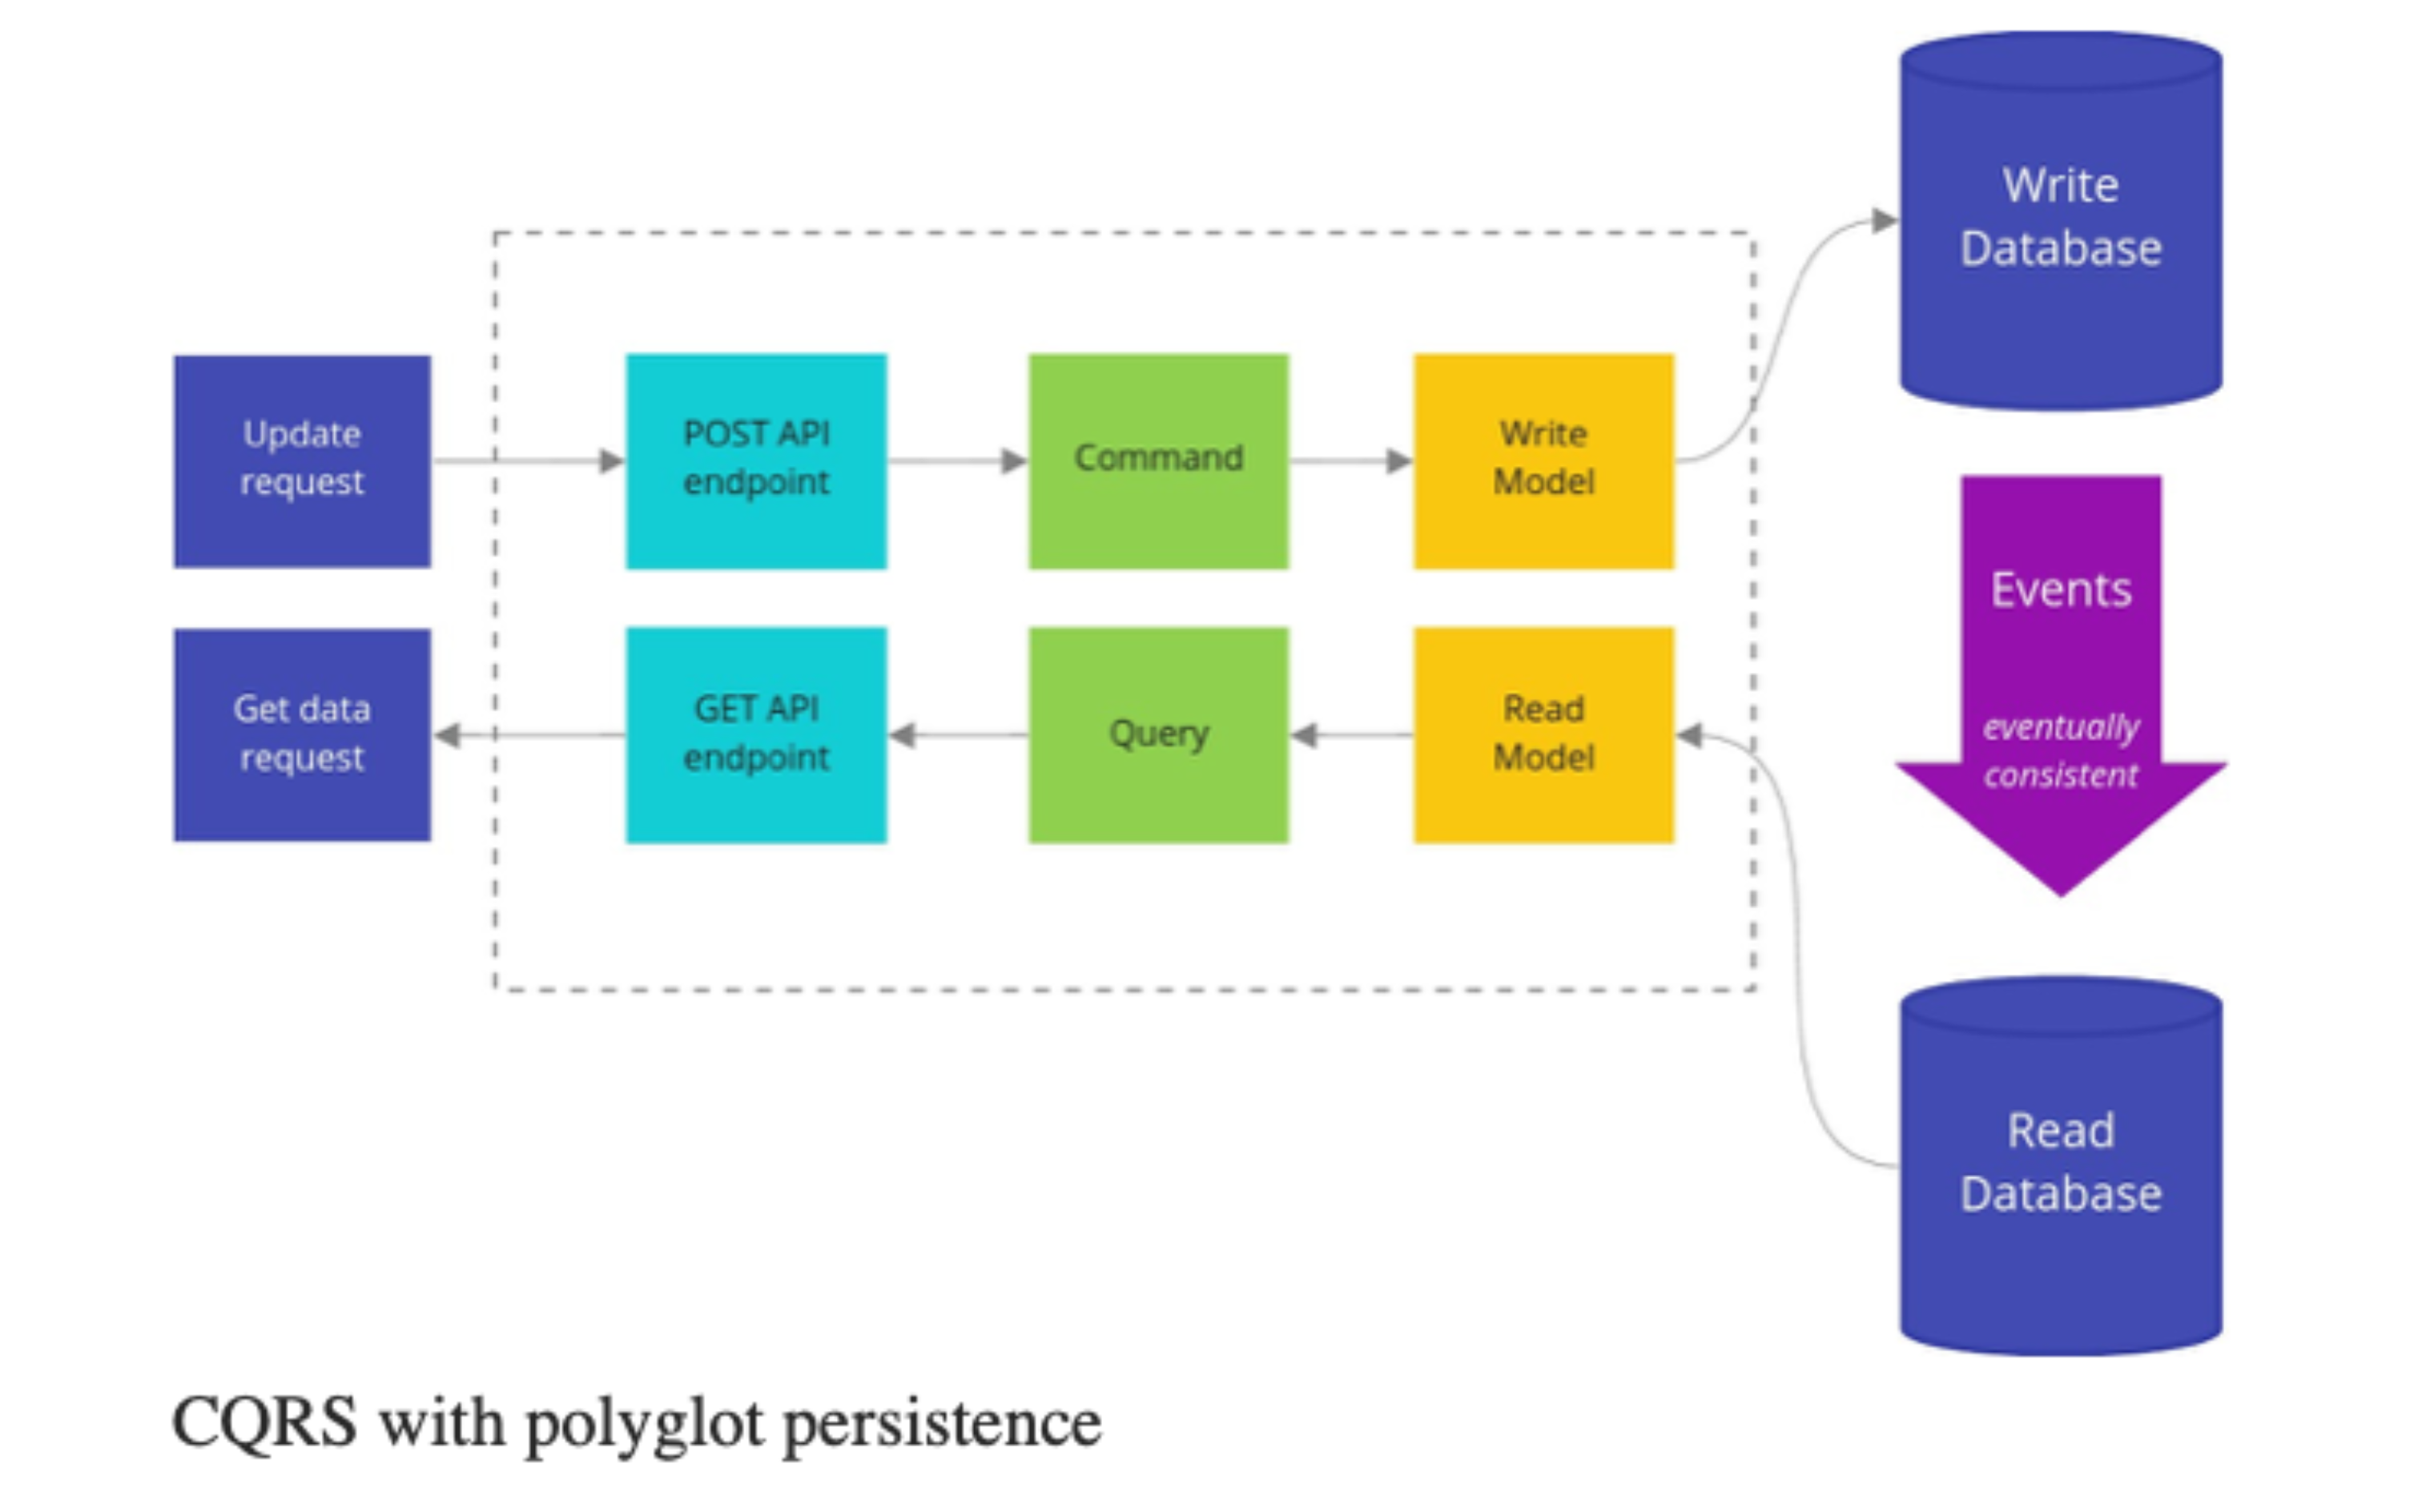 Write
Database
Update
request
POST API
endpoint
Command
Write
Model
Events
eventually
consistent
Get data
request
GET API
endpoint
Query
Read
Model
Read
Database
CQRS with polyglot persistence